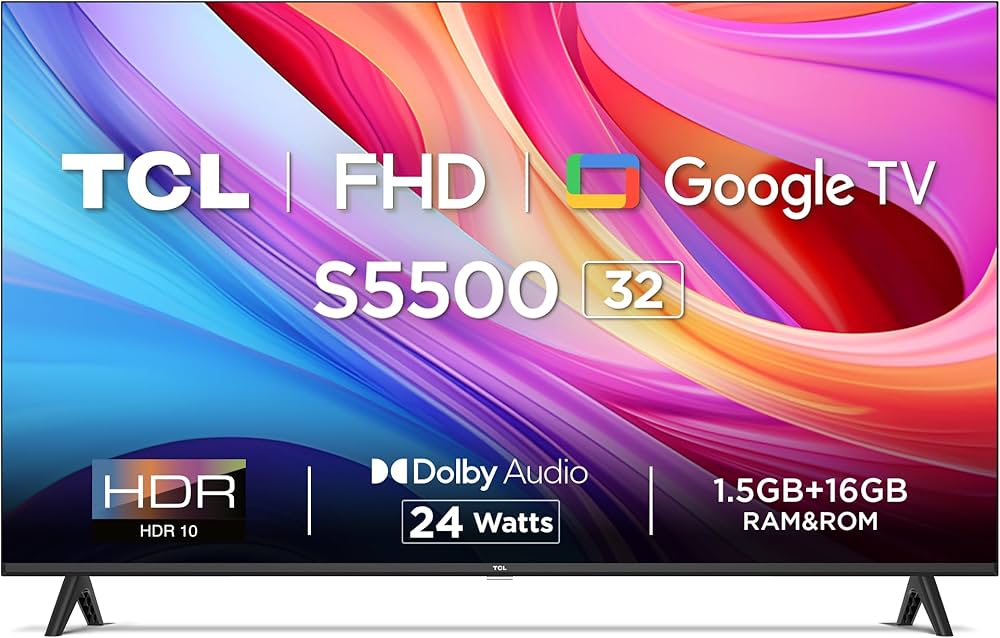 TCL | FHD | Google TV
S5500 32
HDR
HDR 10
Dolby Audio
24 Watts
1.5GB+16GB
RAM&ROM
TCL